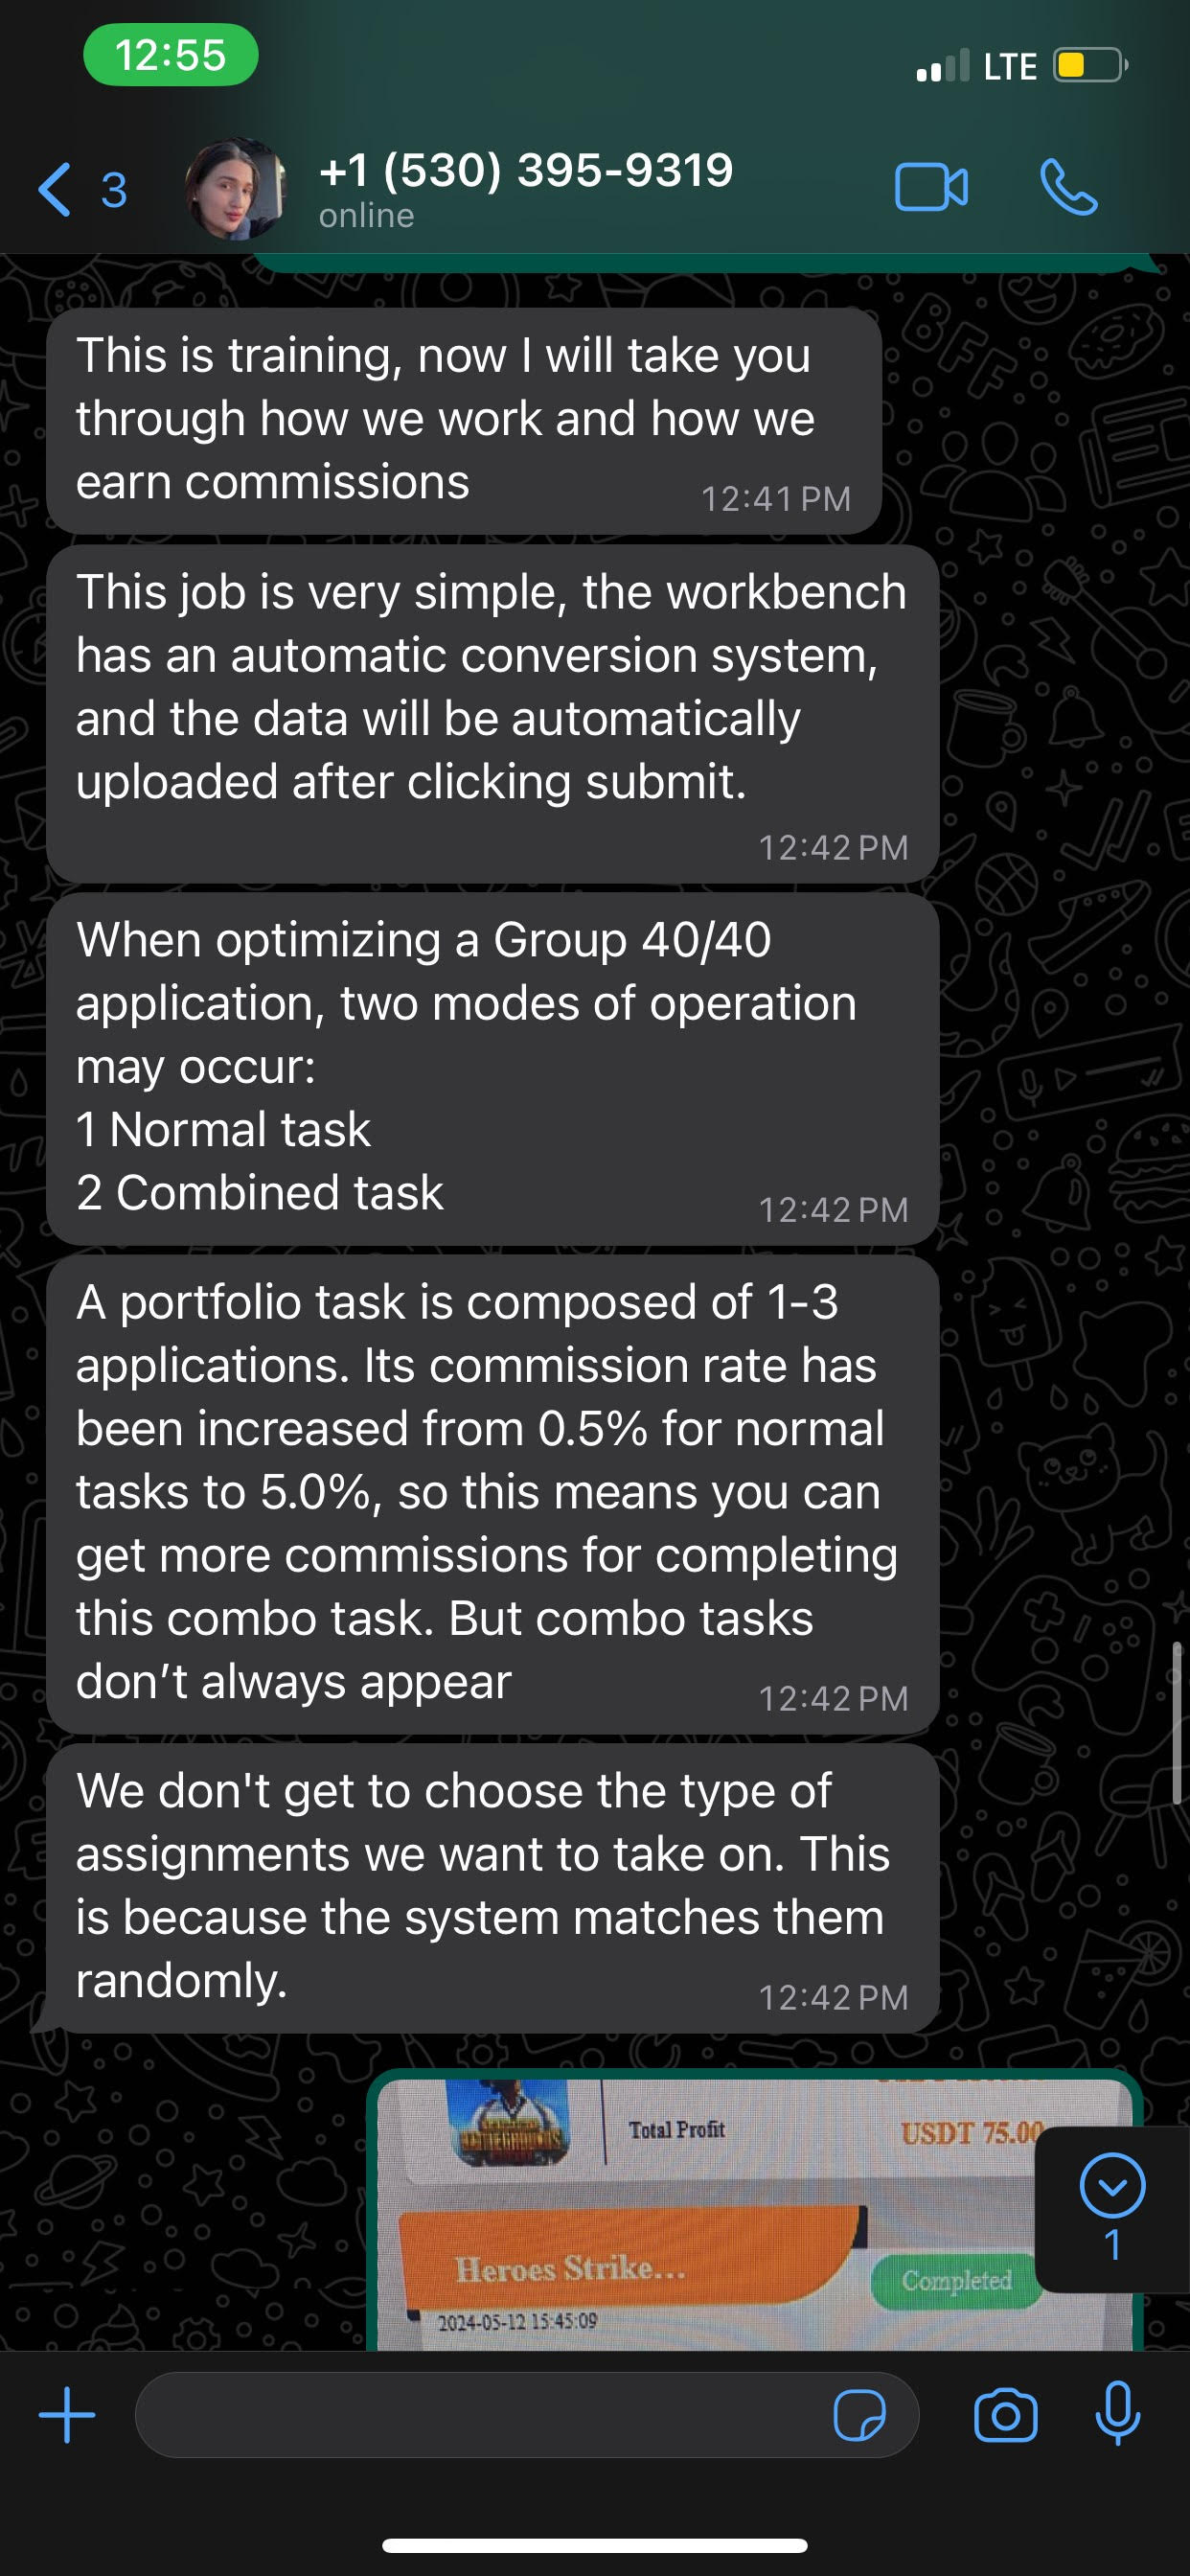 12:55
LTE
3
+1 (530) 395-9319
online
This is training, now I will take you
through how we work and how we
earn commissions
12:41 PM
This job is very simple, the workbench
has an automatic conversion system,
and the data will be automatically
uploaded after clicking submit.
12:42 PM
When optimizing a Group 40/40
application, two modes of operation
may occur:
1 Normal task
2 Combined task
12:42 PM
A portfolio task is composed of 1-3
applications. Its commission rate has
been increased from 0.5% for normal
tasks to 5.0%, so this means you can
get more commissions for completing
this combo task. But combo tasks
don’t always appear
12:42 PM
We don't get to choose the type of
assignments we want to take on. This
is because the system matches them
randomly.
12:42 PM
Total Profit
USDT 75.00
1
Heroes Strike...
Completed
2024-05-12 15:45:09